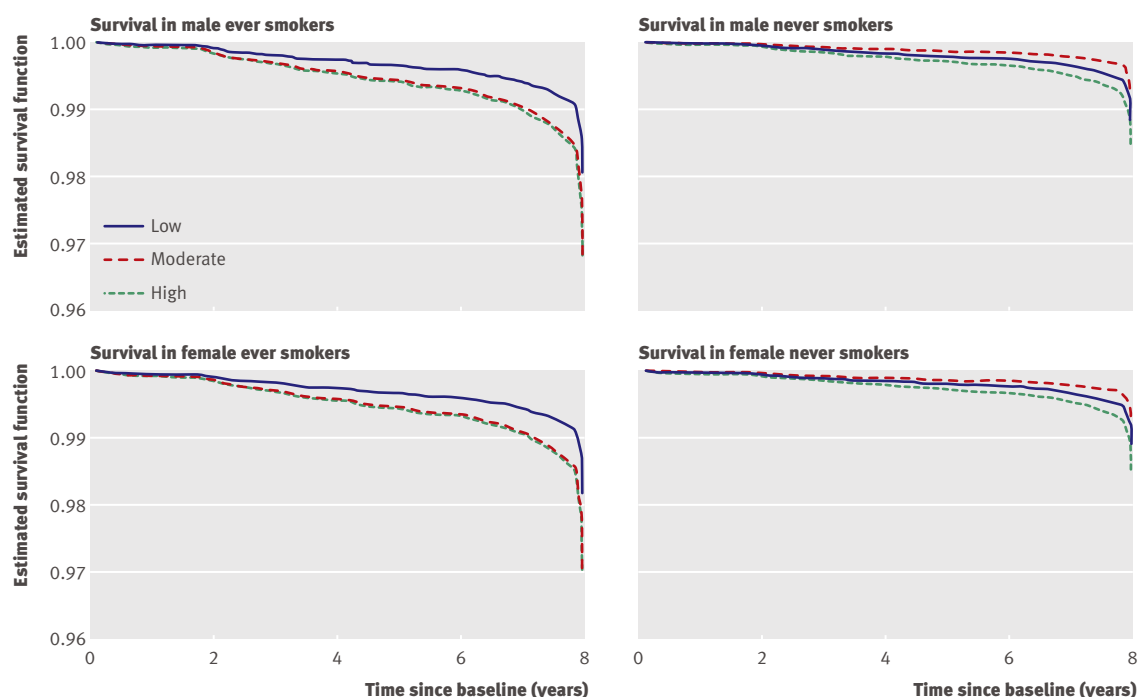 Survival in male ever smokers
Survival in male never smokers
Estimated survival function
1.00
0.99
0.98
0.97
0.96
Low
Moderate
High
Survival in female ever smokers
Survival in female never smokers
Estimated survival function
1.00
0.99
0.98
0.97
0.96
0 2 4 6 8
0 2 4 6 8
Time since baseline (years)
Time since baseline (years)